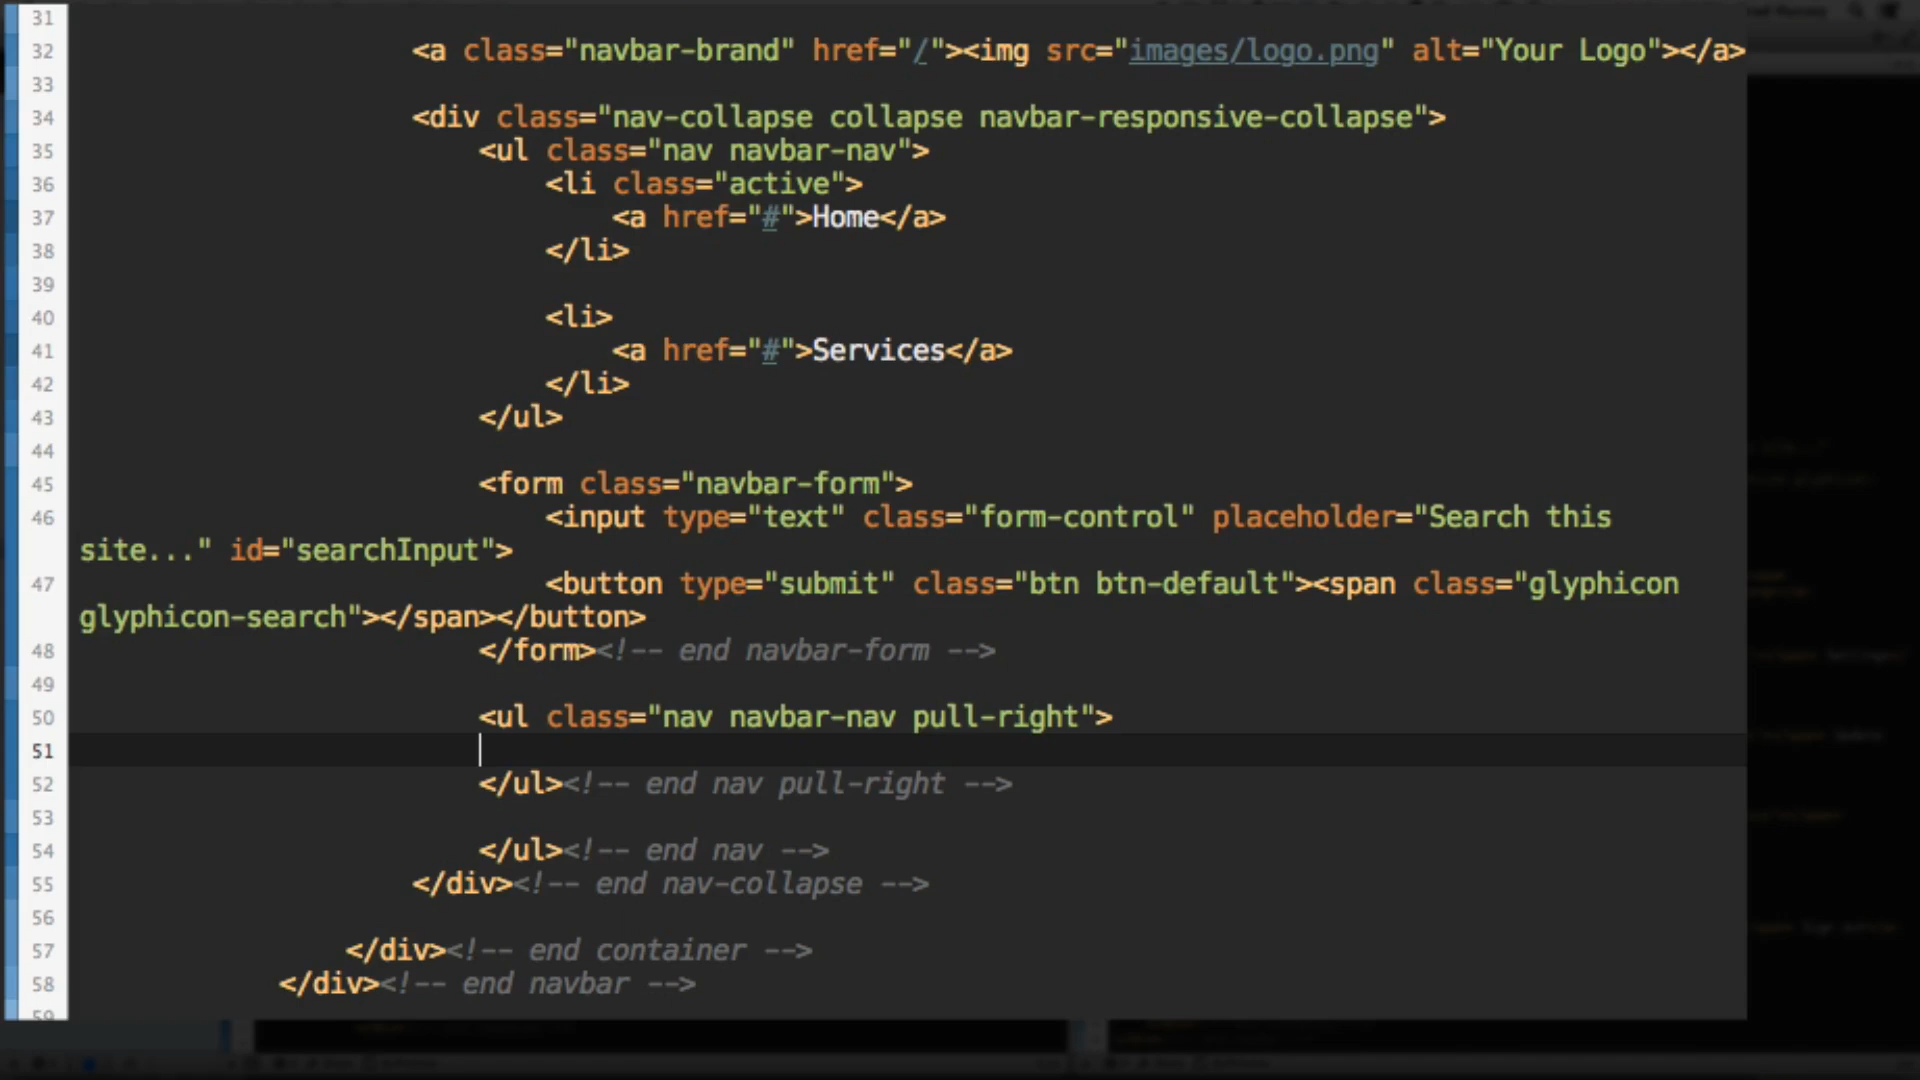 31
32 <a class="navbar-brand" href="/"><img src="images/logo.png" alt="Your Logo"></a>
33
34 <div class="nav-collapse collapse navbar-responsive-collapse">
35 <ul class="nav navbar-nav">
36 <li class="active">
37 <a href="#">Home</a>
38 </li>
39
40 <li>
41 <a href="#">Services</a>
42 </li>
43 </ul>
44
45 <form class="navbar-form">
46 <input type="text" class="form-control" placeholder="Search this
site..." id="searchInput">
47 <button type="submit" class="btn btn-default"><span class="glyphicon
glyphicon-search"></span></button>
48 </form><!-- end navbar-form -->
49
50 <ul class="nav navbar-nav pull-right">
51
52 </ul><!-- end nav pull-right -->
53
54 </ul><!-- end nav -->
55 </div><!-- end nav-collapse -->
56
57 </div><!-- end container -->
58 </div><!-- end navbar -->
59